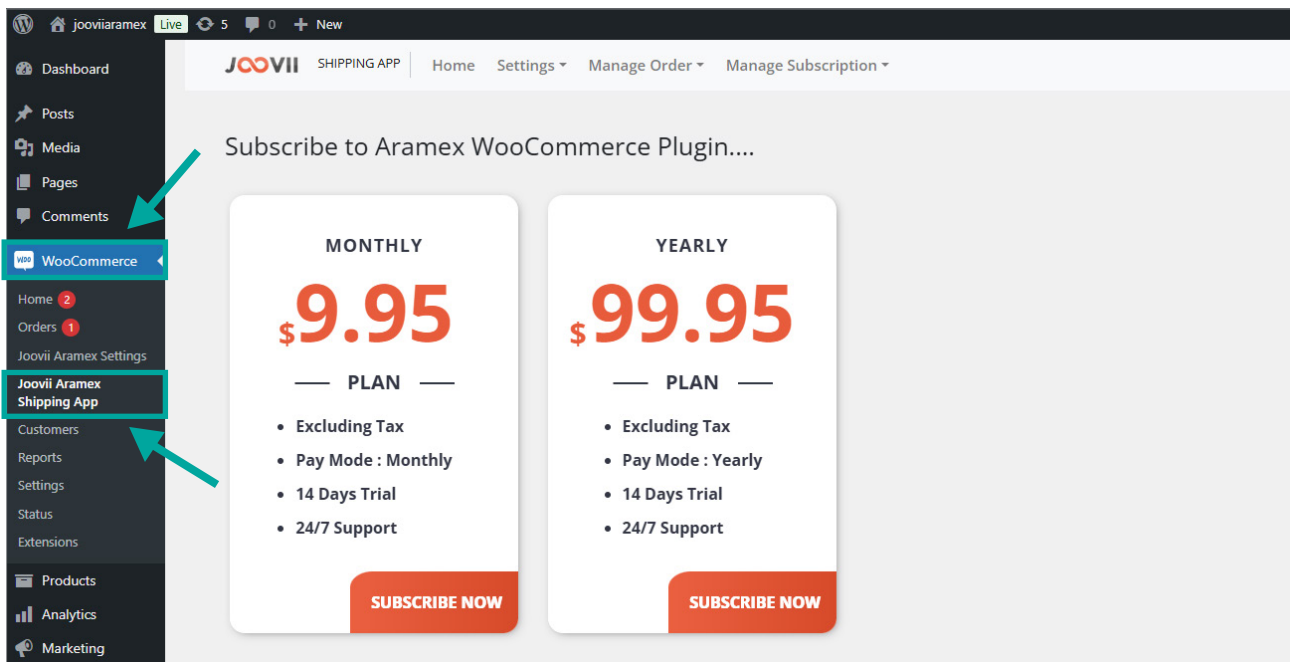 jooviiaramex Live 5 0 + New
Dashboard
Posts
Media
Pages
Comments
WOO WooCommerce
Home 2
Orders 1
Joovii Aramex Settings
Joovii Aramex
Shipping App
Customers
Reports
Settings
Status
Extensions
Products
Analytics
Marketing
JOOVII SHIPPING APP Home Settings Manage Order Manage Subscription
Subscribe to Aramex WooCommerce Plugin....
MONTHLY
$9.95
PLAN
• Excluding Tax
• Pay Mode : Monthly
• 14 Days Trial
• 24/7 Support
SUBSCRIBE NOW
YEARLY
$99.95
PLAN
• Excluding Tax
• Pay Mode : Yearly
• 14 Days Trial
• 24/7 Support
SUBSCRIBE NOW